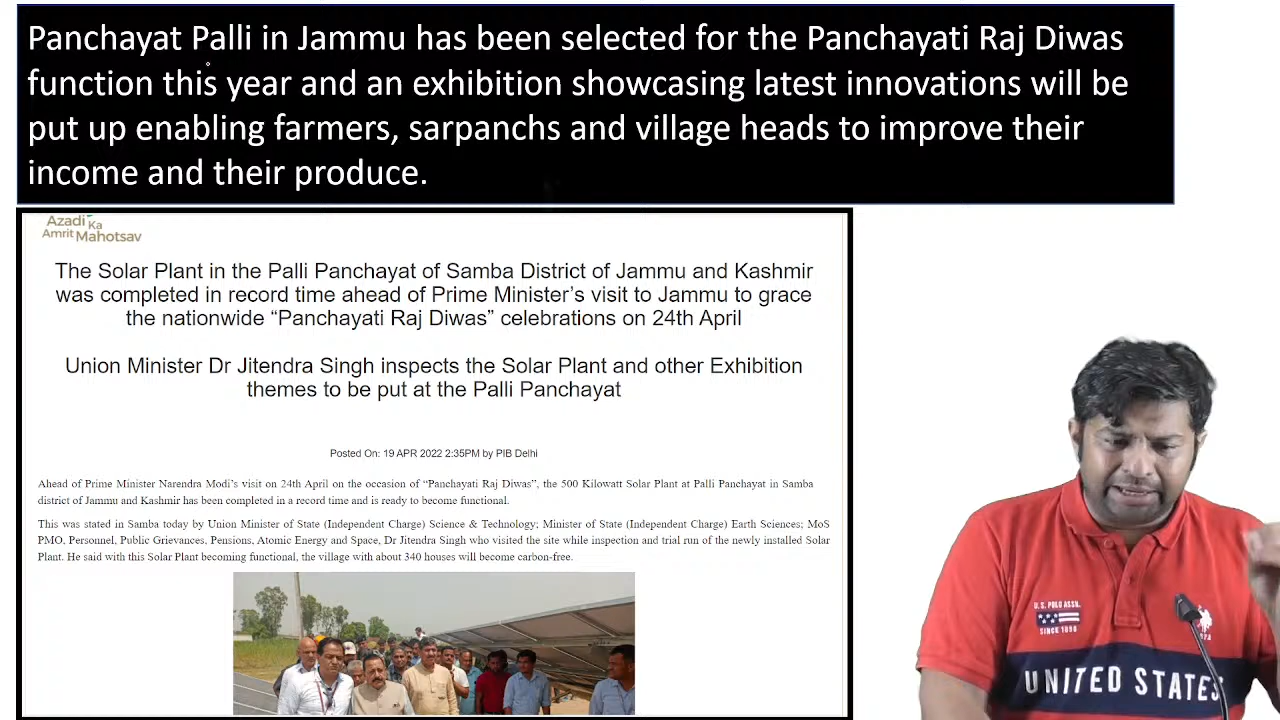 Panchayat Palli in Jammu has been selected for the Panchayati Raj Diwas
function this year and an exhibition showcasing latest innovations will be
put up enabling farmers, sarpanchs and village heads to improve their
income and their produce.
Azadi Ka
Amrit Mahotsav
The Solar Plant in the Palli Panchayat of Samba District of Jammu and Kashmir
was completed in record time ahead of Prime Minister's visit to Jammu to grace
the nationwide “Panchayati Raj Diwas” celebrations on 24th April
Union Minister Dr Jitendra Singh inspects the Solar Plant and other Exhibition
themes to be put at the Palli Panchayat
Posted On: 19 APR 2022 2:35PM by PIB Delhi
Ahead of Prime Minister Narendra Modi's visit on 24th April on the occasion of “Panchayati Raj Diwas”, the 500 Kilowatt Solar Plant at Palli Panchayat in Samba
district of Jammu and Kashmir has been completed in a record time and is ready to become functional.
This was stated in Samba today by Union Minister of State (Independent Charge) Science & Technology; Minister of State (Independent Charge) Earth Sciences; MoS
PMO, Personnel, Public Grievances, Pensions, Atomic Energy and Space, Dr Jitendra Singh who visited the site while inspection and trial run of the newly installed Solar
Plant. He said with this Solar Plant becoming functional, the village with about 340 houses will become carbon-free.
U.S. POLO ASSN.
SINCE 1890
UNITED STATES